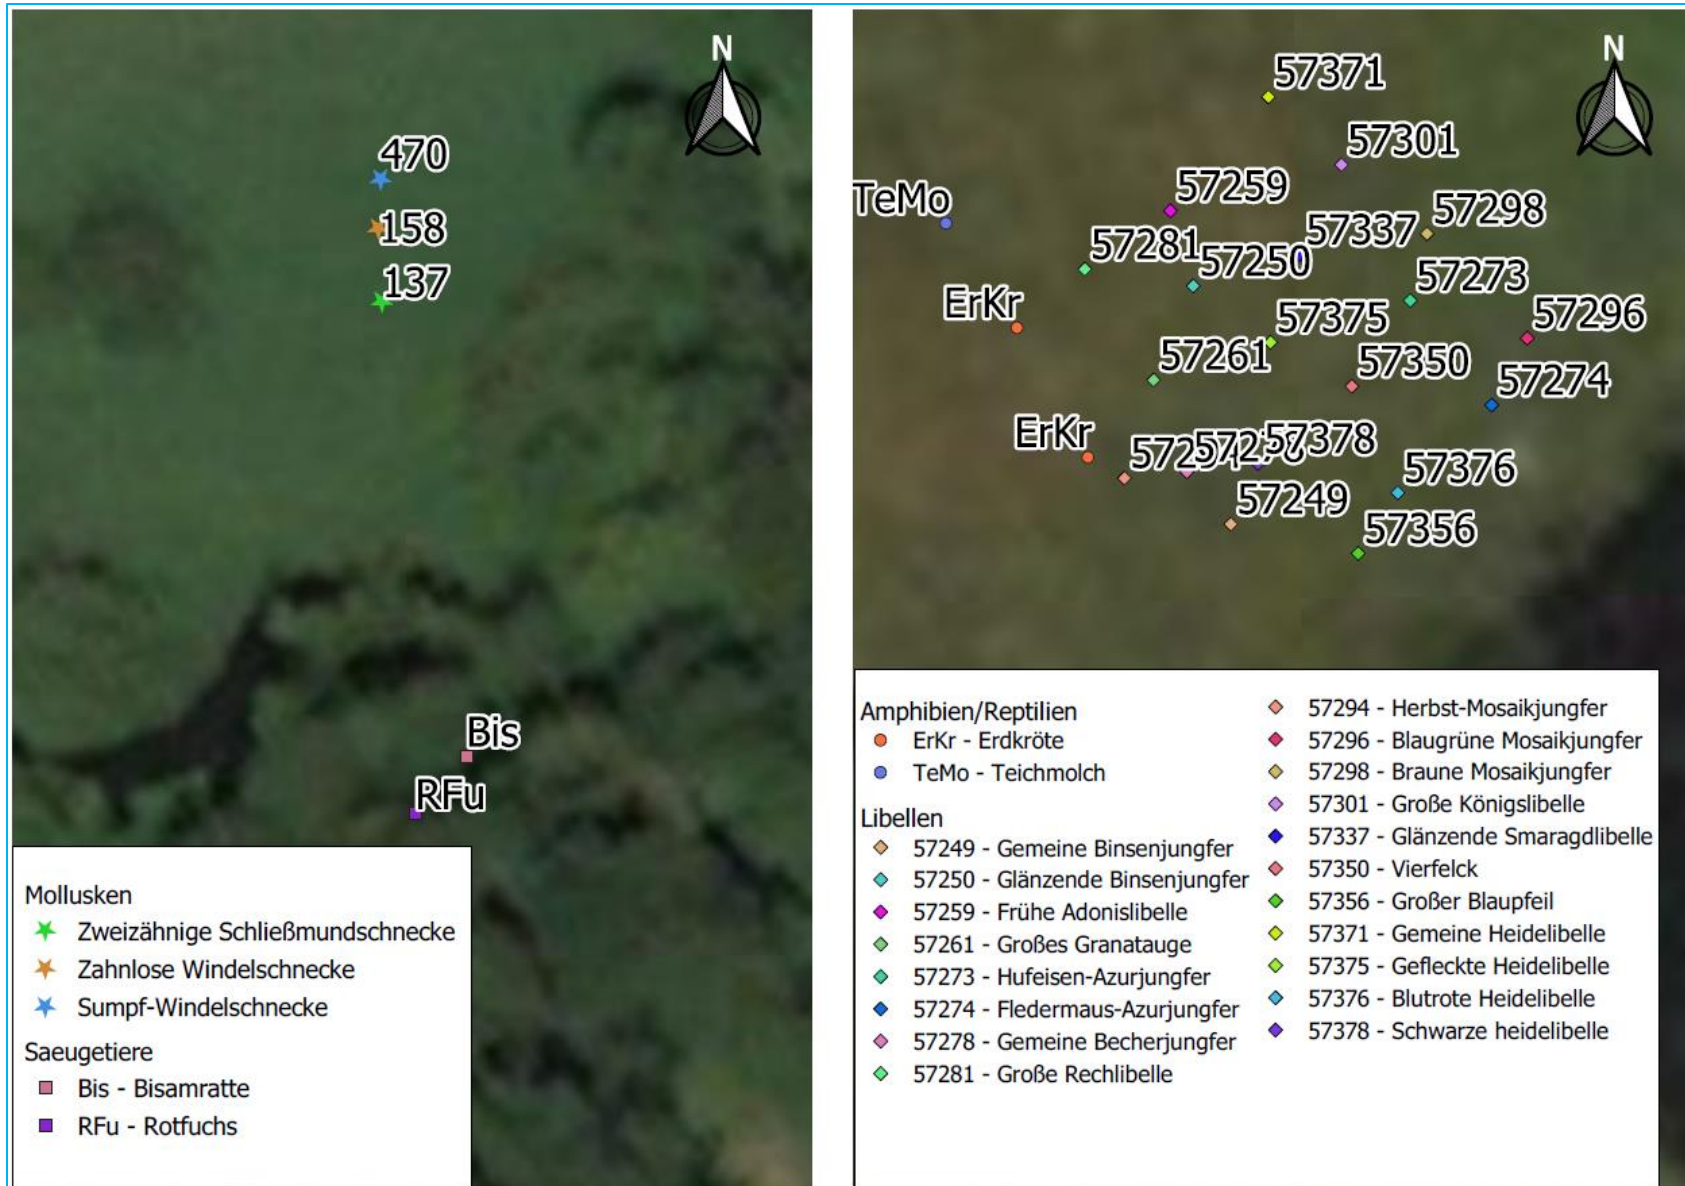 N
470
158
137
Bis
RFu
Mollusken
Zweizähnige Schließmundschnecke
Zahnlose Windelschnecke
Sumpf-Windelschnecke
Saeugetiere
Bis - Bisamratte
RFu - Rotfuchs
N
57371
57301
TeMo
57259
57298
57337
57281
57250
57273
ErKr
57375
57296
57261
57350
57274
ErKr
57294
57278
57378
57376
57249
57356
Amphibien/Reptilien
ErKr - Erdkröte
TeMo - Teichmolch
Libellen
57249 - Gemeine Binsenjungfer
57250 - Glänzende Binsenjungfer
57259 - Frühe Adonislibelle
57261 - Großes Granatauge
57273 - Hufeisen-Azurjungfer
57274 - Fledermaus-Azurjungfer
57278 - Gemeine Becherjungfer
57281 - Große Rechlibelle
57294 - Herbst-Mosaikjungfer
57296 - Blaugrüne Mosaikjungfer
57298 - Braune Mosaikjungfer
57301 - Große Königslibelle
57337 - Glänzende Smaragdlibelle
57350 - Vierfelck
57356 - Großer Blaupfeil
57371 - Gemeine Heidelibelle
57375 - Gefleckte Heidelibelle
57376 - Blutrote Heidelibelle
57378 - Schwarze heidelibelle